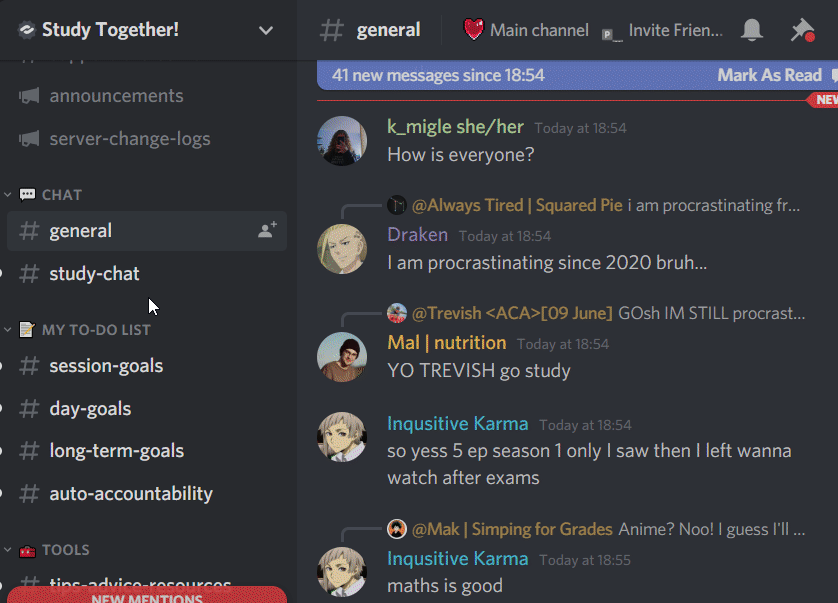 Study Together!
announcements
server-change-logs
CHAT
general
study-chat
MY TO-DO LIST
session-goals
day-goals
long-term-goals
auto-accountability
TOOLS
tips-advice-resources
NEW MENTIONS
general
Main channel
Invite Frien...
41 new messages since 18:54
Mark As Read
NEW
k_migle she/her Today at 18:54
How is everyone?
@Always Tired | Squared Pie i am procrastinating fr...
Draken Today at 18:54
I am procrastinating since 2020 bruh...
@Trevish <ACA>[09 June] GOsh IM STILL procrast...
Mal | nutrition Today at 18:54
YO TREVISH go study
Inqusitive Karma Today at 18:54
so yess 5 ep season 1 only I saw then I left wanna
watch after exams
@Mak | Simping for Grades Anime? Noo! I guess I'll ...
Inqusitive Karma Today at 18:55
maths is good